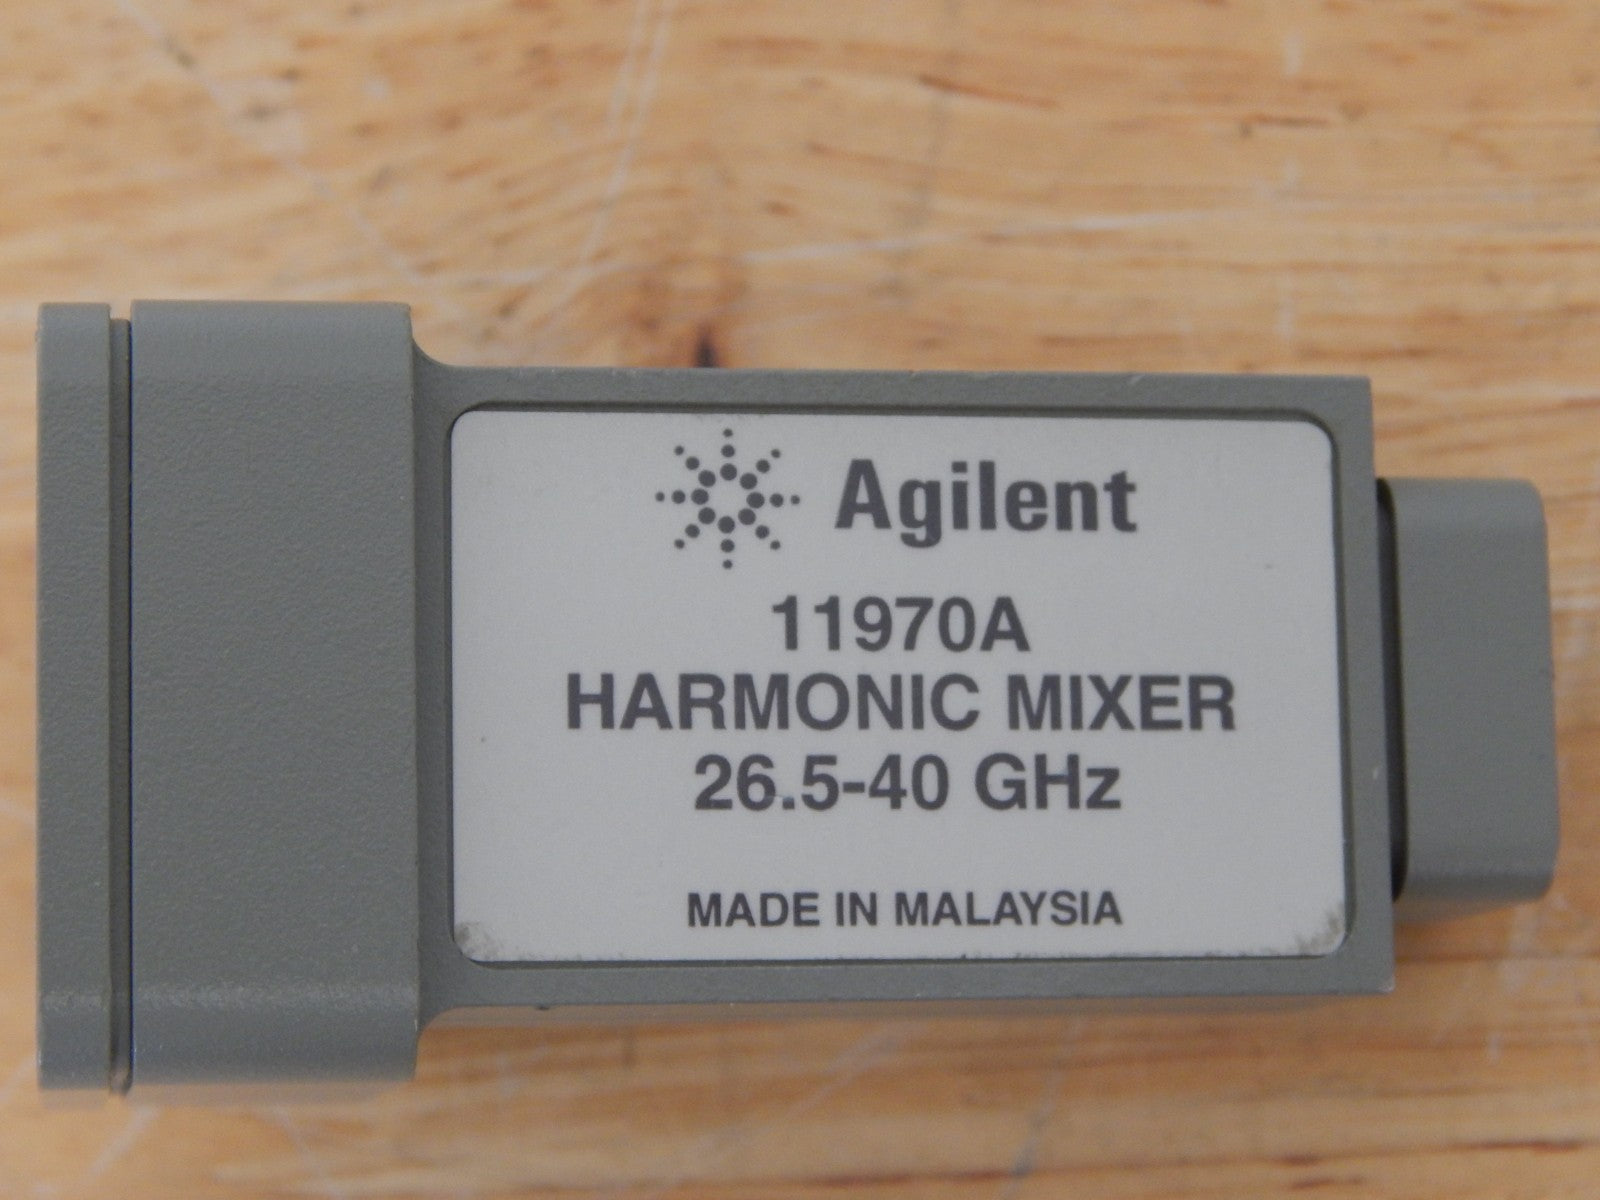 Agilent
11970A
HARMONIC MIXER
26.5-40 GHz
MADE IN MALAYSIA